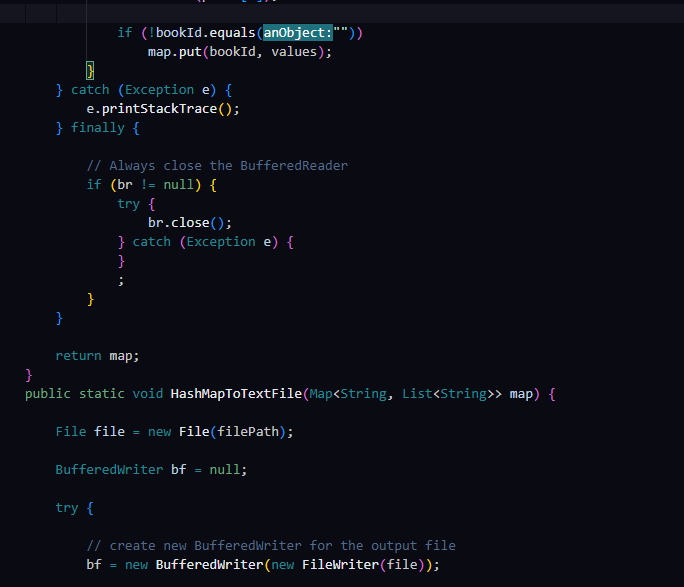 if (!bookId.equals(anObject:""))
map.put(bookId, values);
}
} catch (Exception e) {
e.printStackTrace();
} finally {
// Always close the BufferedReader
if (br != null) {
try {
br.close();
} catch (Exception e) {
}
;
}
}
return map;
}
public static void HashMapToTextFile(Map<String, List<String>> map) {
File file = new File(filePath);
BufferedWriter bf = null;
try {
// create new BufferedWriter for the output file
bf = new BufferedWriter(new FileWriter(file));